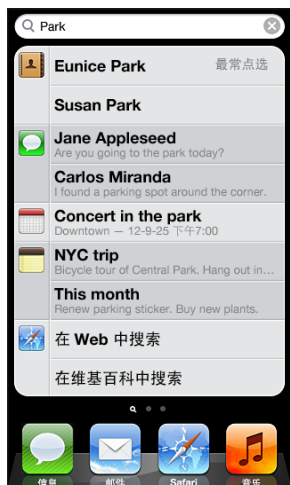 Park
Eunice Park 最常点选
Susan Park
Jane Appleseed
Are you going to the park today?
Carlos Miranda
I found a parking spot around the corner.
Concert in the park
Downtown — 12-9-25 下午7:00
NYC trip
Bicycle tour of Central Park. Hang out in…
This month
Renew parking sticker. Buy new plants.
在 Web 中搜索
在维基百科中搜索
信息 邮件 Safari 音乐